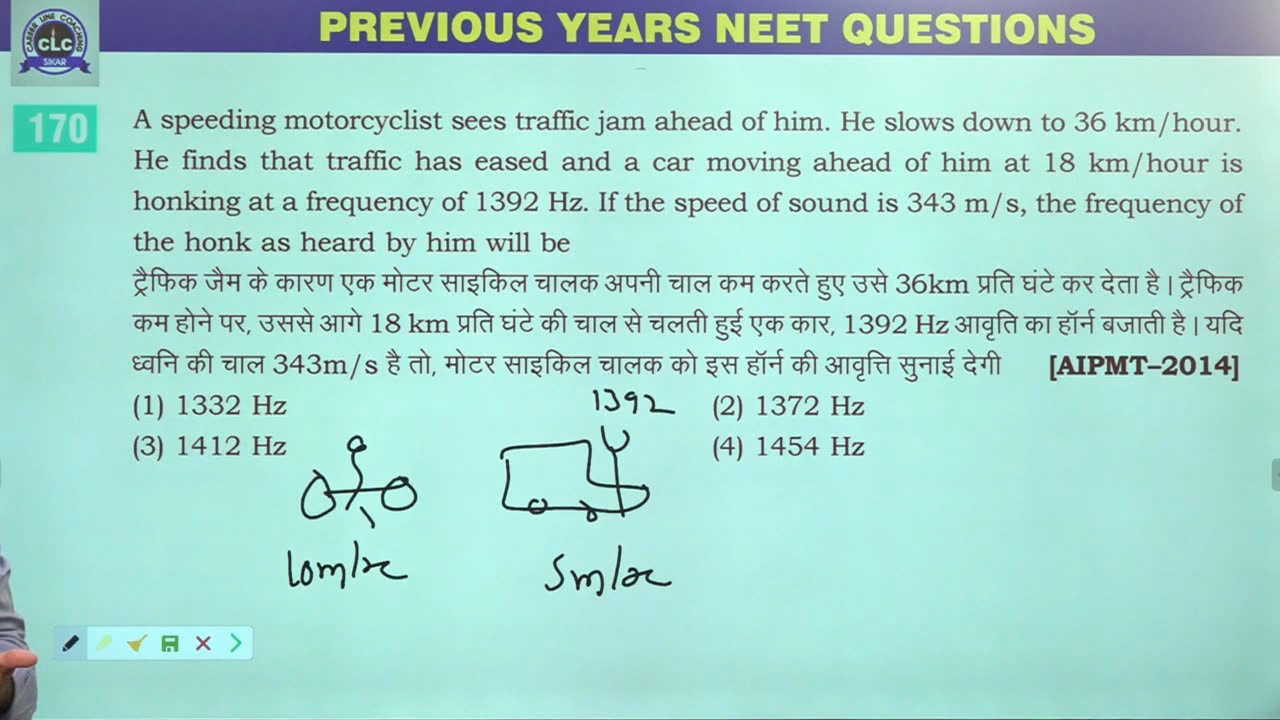 PREVIOUS YEARS NEET QUESTIONS
CAREER LINE COACHING
CLC
SIKAR
170
A speeding motorcyclist sees traffic jam ahead of him. He slows down to 36 km/hour.
He finds that traffic has eased and a car moving ahead of him at 18 km/hour is
honking at a frequency of 1392 Hz. If the speed of sound is 343 m/s, the frequency of
the honk as heard by him will be
ट्रैफिक जैम के कारण एक मोटर साइकिल चालक अपनी चाल कम करते हुए उसे 36km प्रति घंटे कर देता है। ट्रैफिक
कम होने पर, उससे आगे 18 km प्रति घंटे की चाल से चलती हुई एक कार, 1392 Hz आवृति का हॉर्न बजाती है। यदि
ध्वनि की चाल 343m/s है तो, मोटर साइकिल चालक को इस हॉर्न की आवृत्ति सुनाई देगी [AIPMT–2014]
(1) 1332 Hz (2) 1372 Hz
(3) 1412 Hz (4) 1454 Hz
1392
10m/sc 5m/sc